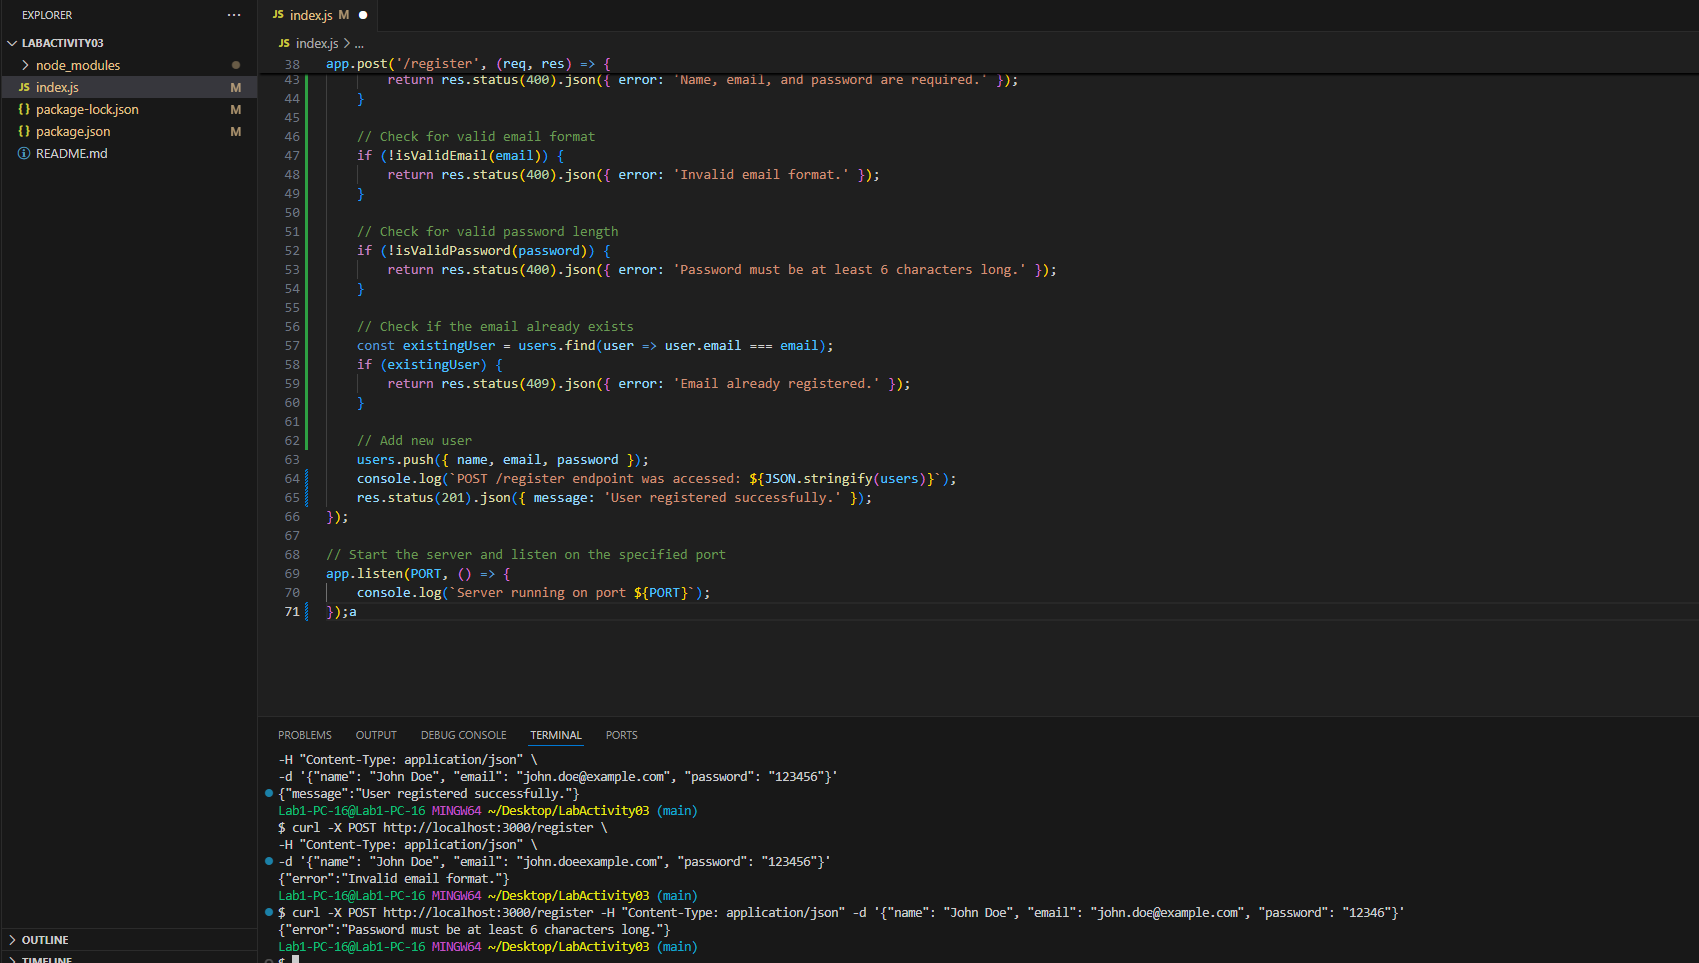 EXPLORER
LABACTIVITY03
node_modules
JS index.js M
{} package-lock.json M
{} package.json M
README.md
OUTLINE
TIMELINE
JS index.js M
JS index.js > ...
38 app.post('/register', (req, res) => {
43 return res.status(400).json({ error: 'Name, email, and password are required.' });
44 }
45
46 // Check for valid email format
47 if (!isValidEmail(email)) {
48 return res.status(400).json({ error: 'Invalid email format.' });
49 }
50
51 // Check for valid password length
52 if (!isValidPassword(password)) {
53 return res.status(400).json({ error: 'Password must be at least 6 characters long.' });
54 }
55
56 // Check if the email already exists
57 const existingUser = users.find(user => user.email === email);
58 if (existingUser) {
59 return res.status(409).json({ error: 'Email already registered.' });
60 }
61
62 // Add new user
63 users.push({ name, email, password });
64 console.log(`POST /register endpoint was accessed: ${JSON.stringify(users)}`);
65 res.status(201).json({ message: 'User registered successfully.' });
66 });
67
68 // Start the server and listen on the specified port
69 app.listen(PORT, () => {
70 console.log(`Server running on port ${PORT}`);
71 });a
PROBLEMS OUTPUT DEBUG CONSOLE TERMINAL PORTS
-H "Content-Type: application/json" \
-d '{"name": "John Doe", "email": "john.doe@example.com", "password": "123456"}'
{"message":"User registered successfully."}
Lab1-PC-16@Lab1-PC-16 MINGW64 ~/Desktop/LabActivity03 (main)
$ curl -X POST http://localhost:3000/register \
-H "Content-Type: application/json" \
-d '{"name": "John Doe", "email": "john.doeexample.com", "password": "123456"}'
{"error":"Invalid email format."}
Lab1-PC-16@Lab1-PC-16 MINGW64 ~/Desktop/LabActivity03 (main)
$ curl -X POST http://localhost:3000/register -H "Content-Type: application/json" -d '{"name": "John Doe", "email": "john.doe@example.com", "password": "12346"}'
{"error":"Password must be at least 6 characters long."}
Lab1-PC-16@Lab1-PC-16 MINGW64 ~/Desktop/LabActivity03 (main)
$